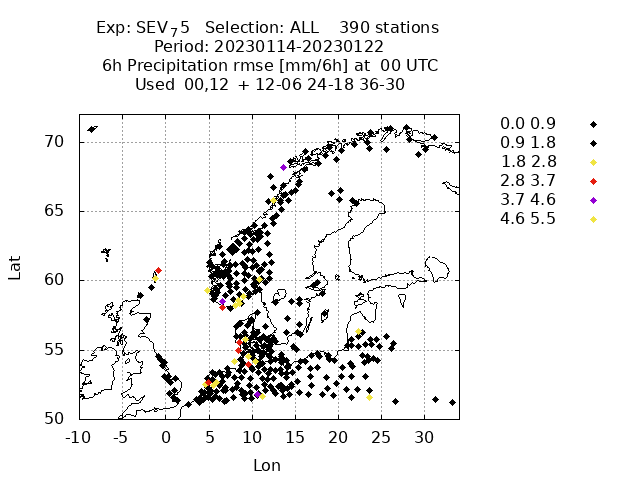 Exp: SEV₇5 Selection: ALL 390 stations
Period: 20230114-20230122
6h Precipitation rmse [mm/6h] at 00 UTC
Used 00,12 + 12-06 24-18 36-30
70
65
60
55
50
-10 -5 0 5 10 15 20 25 30
Lat
Lon
0.0 0.9
0.9 1.8
1.8 2.8
2.8 3.7
3.7 4.6
4.6 5.5